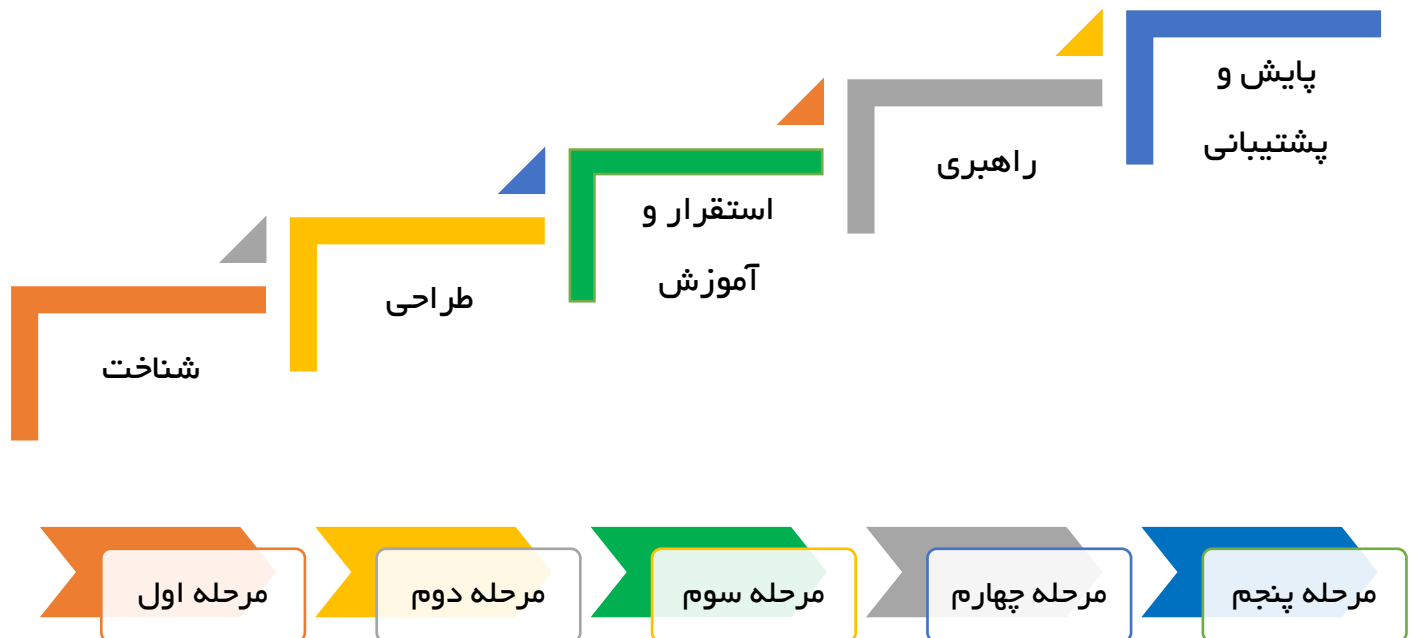 شناخت
طراحی
استقرار و
آموزش
راهبری
پایش و
پشتیبانی
مرحله اول
مرحله دوم
مرحله سوم
مرحله چهارم
مرحله پنجم